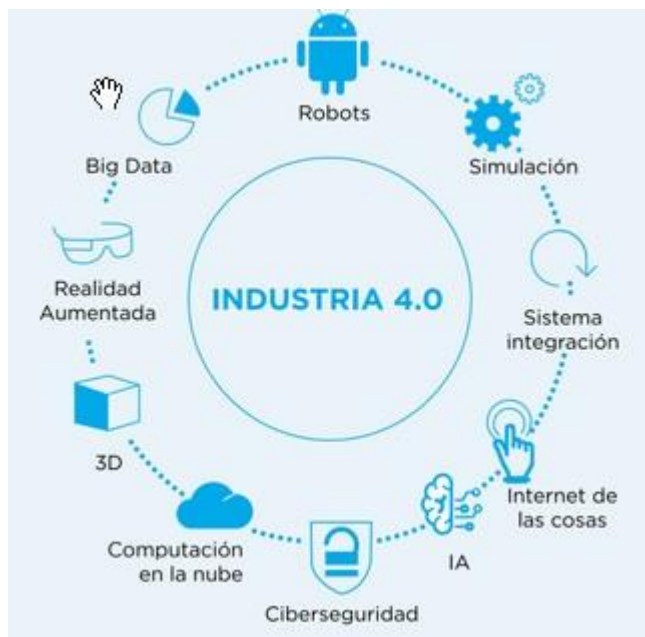 Robots
Big Data
Simulación
Realidad
Aumentada
INDUSTRIA 4.0
Sistema
integración
3D
Internet de
las cosas
Computación
en la nube
IA
Ciberseguridad